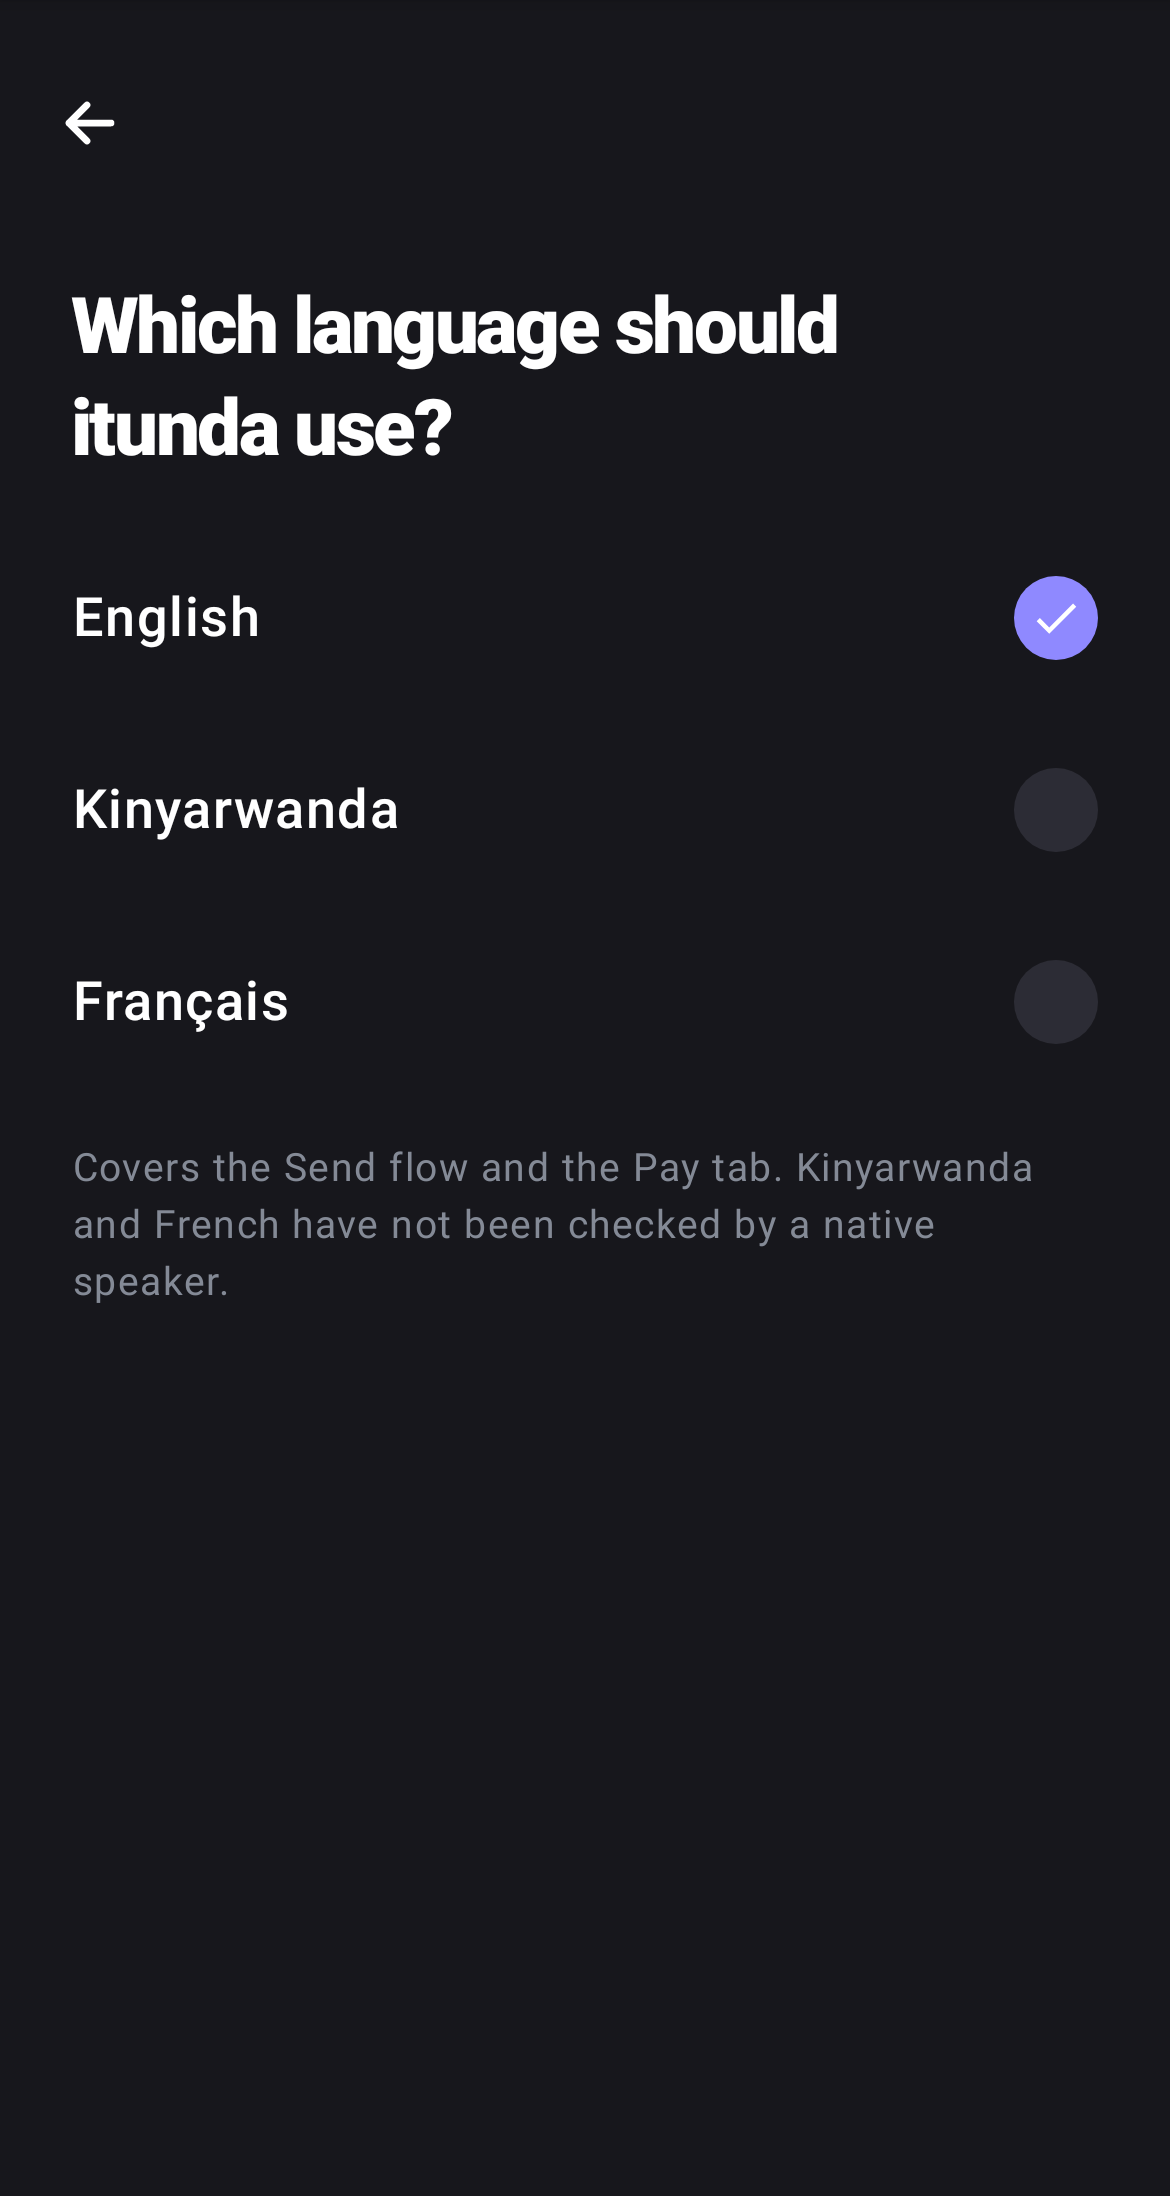 Which language should
itunda use?
English
Kinyarwanda
Français
Covers the Send flow and the Pay tab. Kinyarwanda
and French have not been checked by a native
speaker.